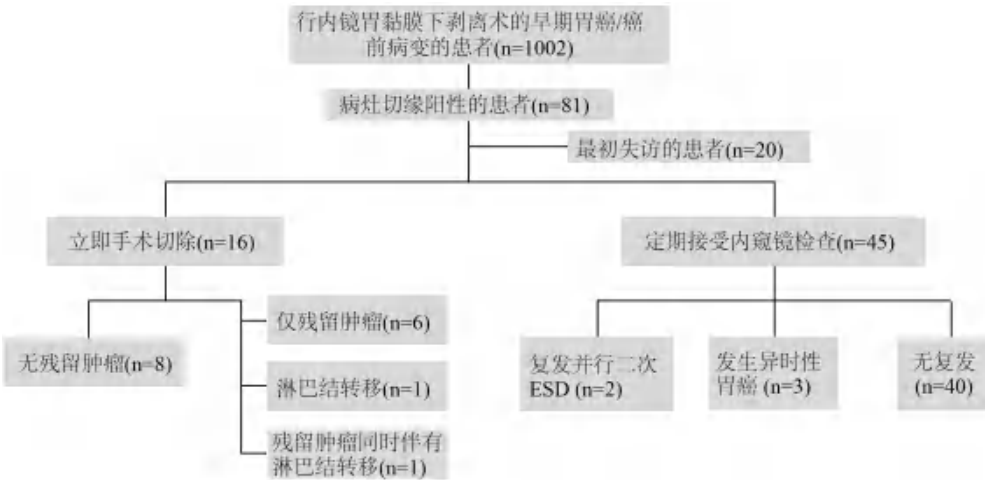 行内镜胃黏膜下剥离术的早期胃癌/癌
前病变的患者(n=1002)
病灶切缘阳性的患者(n=81)
最初失访的患者(n=20)
立即手术切除(n=16)
定期接受内窥镜检查(n=45)
无残留肿瘤(n=8)
仅残留肿瘤(n=6)
淋巴结转移(n=1)
残留肿瘤同时伴有
淋巴结转移(n=1)
复发并行二次
ESD (n=2)
发生异时性
胃癌 (n=3)
无复发
(n=40)